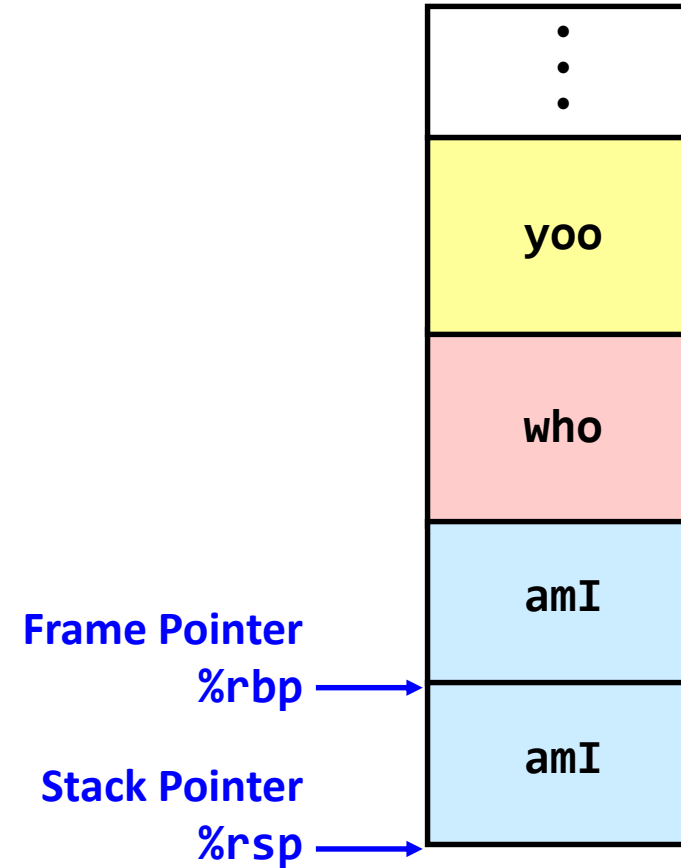 yoo
who
amI
Frame Pointer
%rbp
amI
Stack Pointer
%rsp